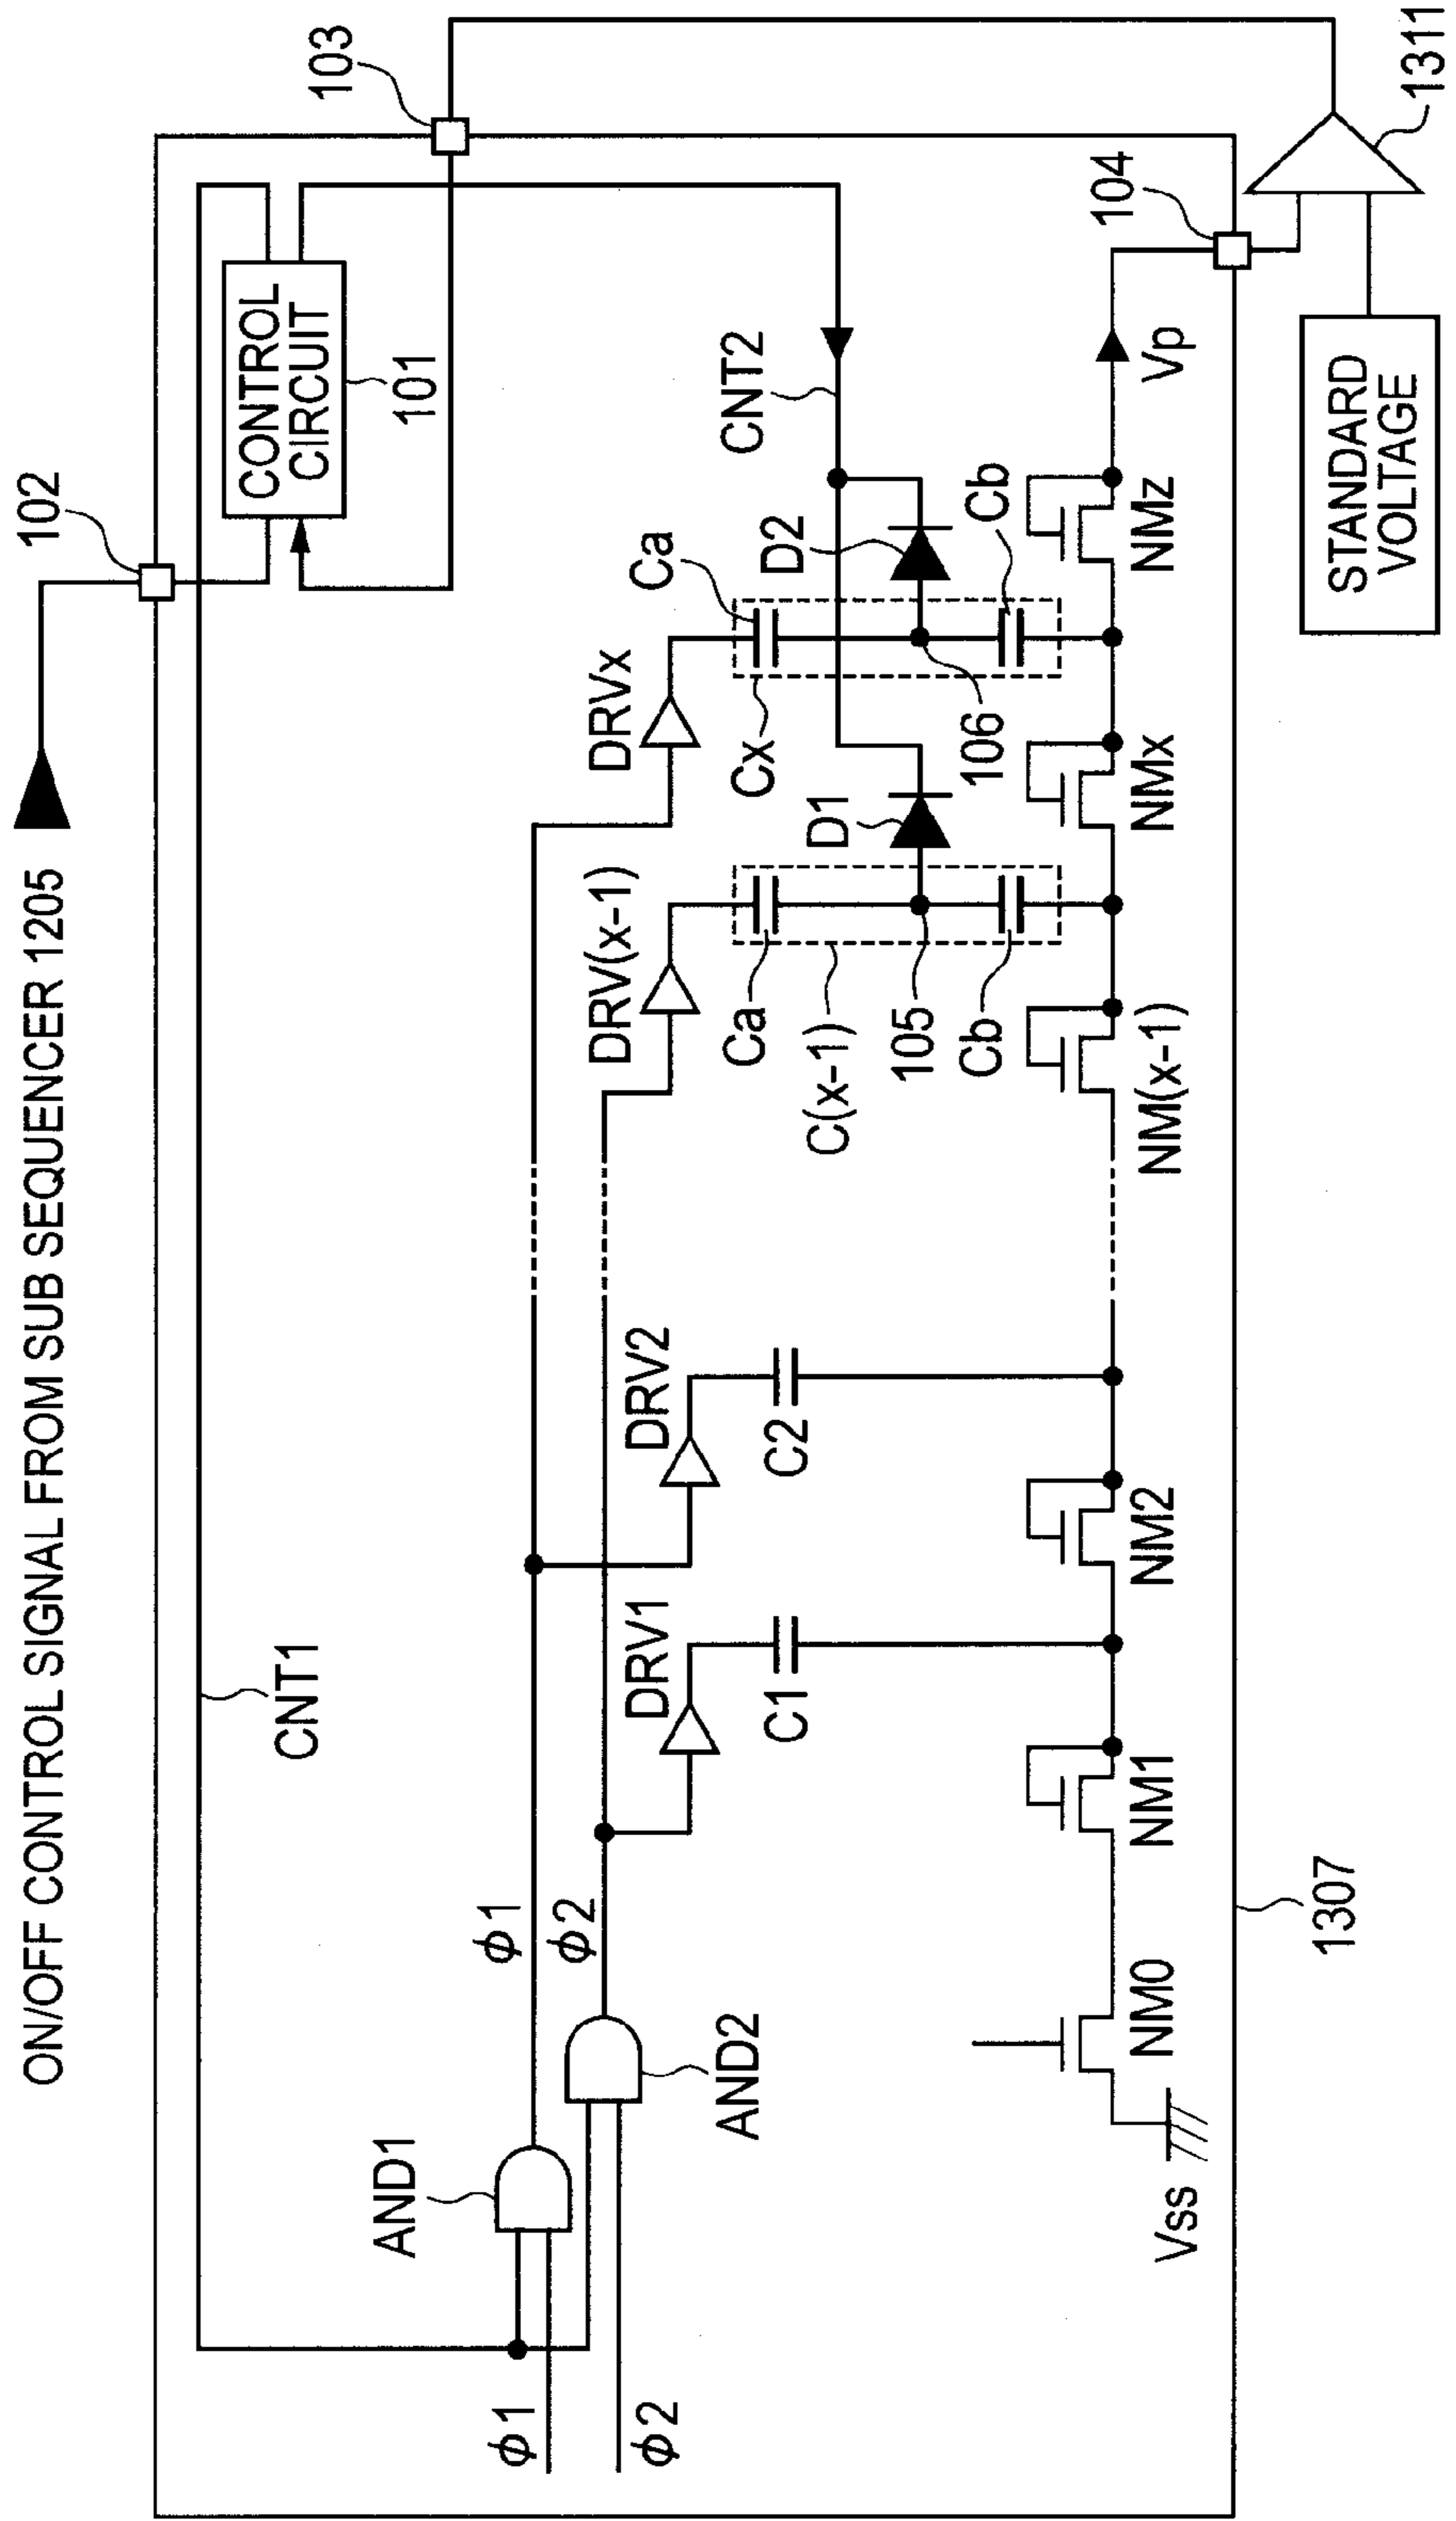 ON/OFF CONTROL SIGNAL FROM SUB SEQUENCER 1205
102
103
CONTROL
CIRCUIT
101
CNT1
AND1
φ1
φ2
φ1
φ2
AND2
DRV1
DRV2
DRV(x-1)
DRVx
C1
C2
Ca
C(x-1)
105
Cb
D1
Cx
Ca
106
D2
Cb
CNT2
104
Vss
NM0
NM1
NM2
NM(x-1)
NMx
NMz
Vp
1307
STANDARD
VOLTAGE
1311